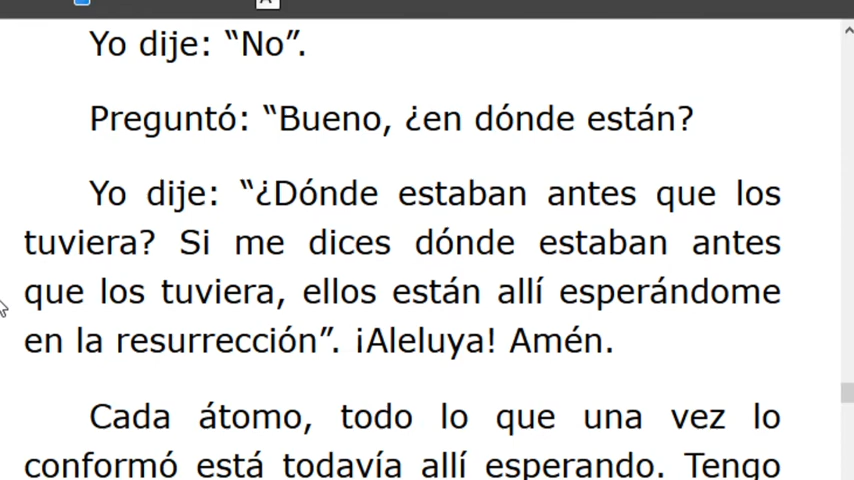 Yo dije: “No”.
Preguntó: “Bueno, ¿en dónde están?
Yo dije: “¿Dónde estaban antes que los
tuviera? Si me dices dónde estaban antes
que los tuviera, ellos están allí esperándome
en la resurrección”. ¡Aleluya! Amén.
Cada átomo, todo lo que una vez lo
conformó está todavía allí esperando. Tengo